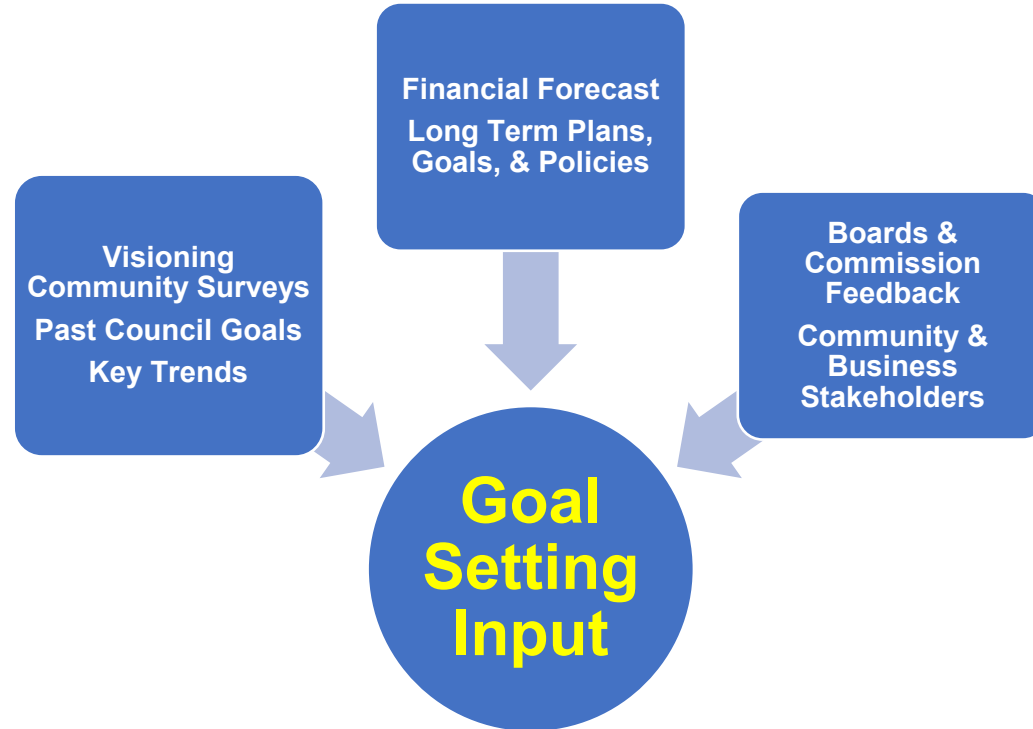 Financial Forecast
Long Term Plans,
Goals, & Policies
Visioning
Community Surveys
Past Council Goals
Key Trends
Boards &
Commission
Feedback
Community &
Business
Stakeholders
Goal
Setting
Input